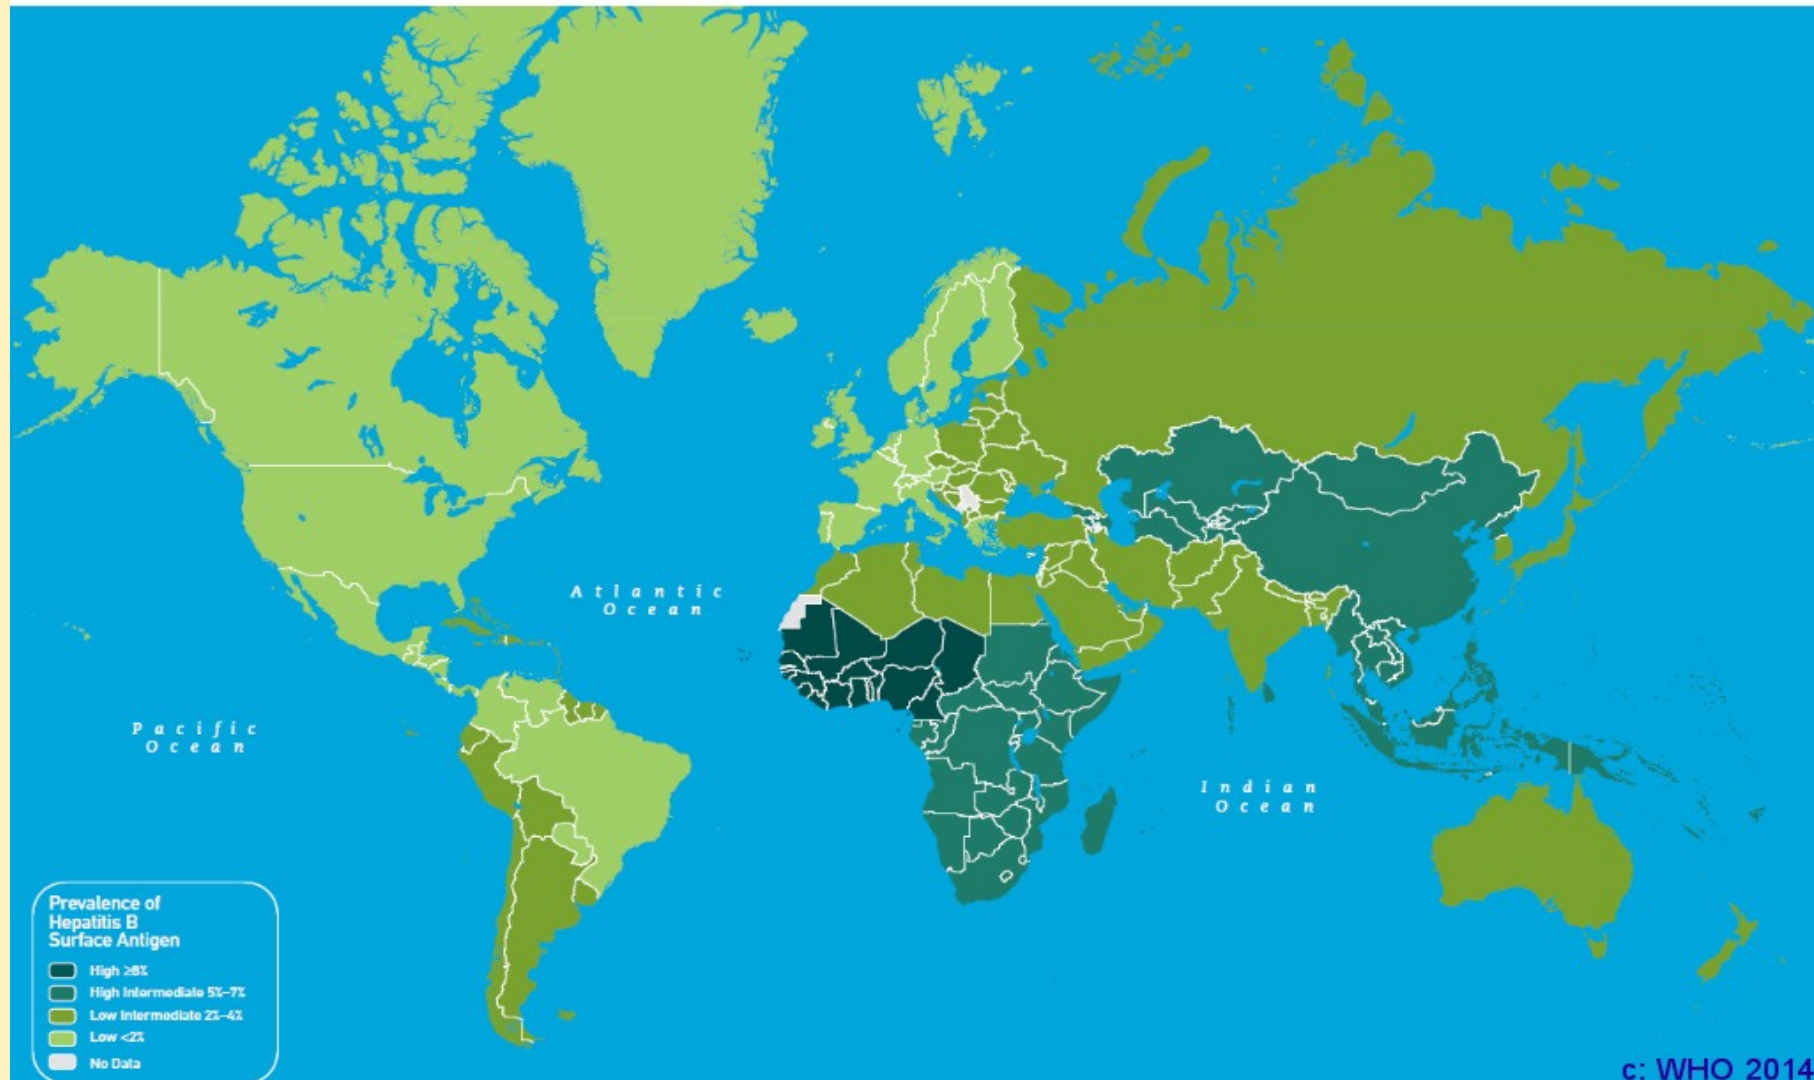 Atlantic
Ocean
Pacific
Ocean
Indian
Ocean
Prevalence of
Hepatitis B
Surface Antigen
High ≥8%
High Intermediate 5%–7%
Low Intermediate 2%–4%
Low <2%
No Data
c: WHO 2014